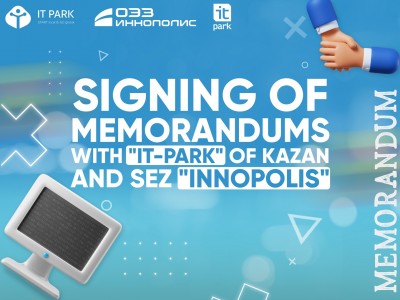 IT PARK
ОЭЗ
ИННОПОЛИС
it
park
SIGNING OF
MEMORANDUMS
WITH "IT-PARK" OF KAZAN
AND SEZ "INNOPOLIS"
MEMORANDUM